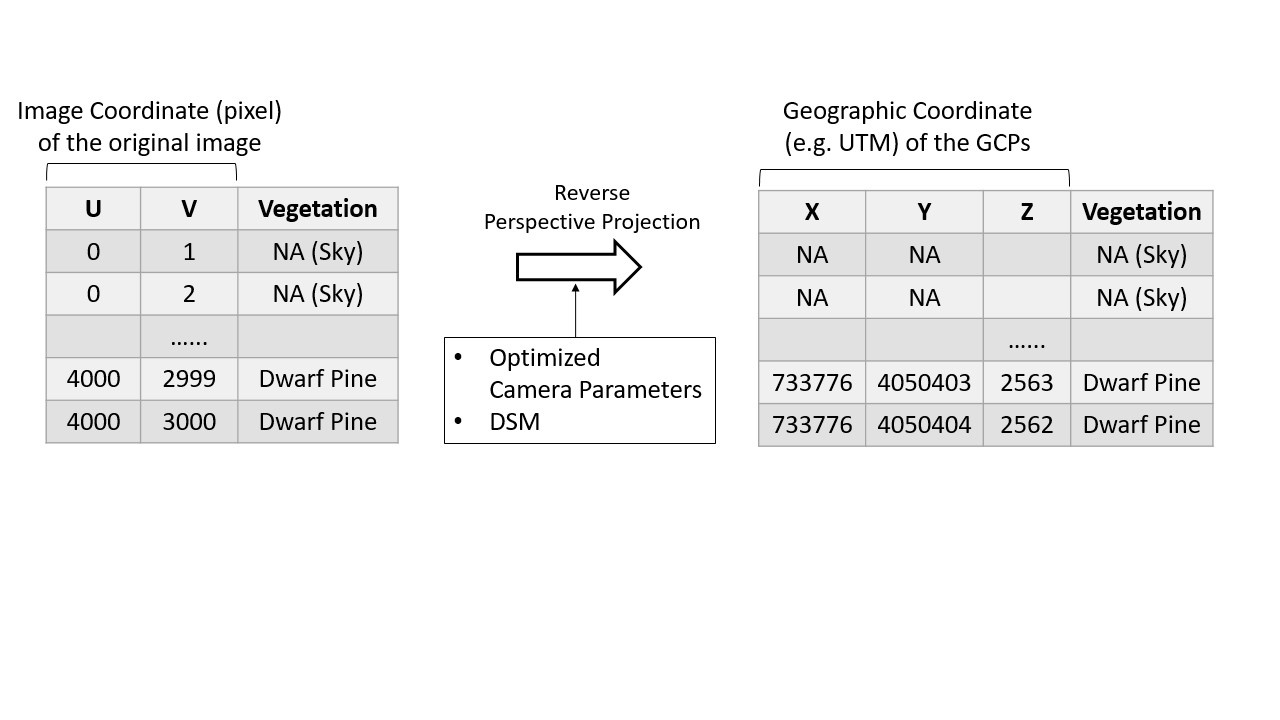 Image Coordinate (pixel)
of the original image
U V Vegetation
0 1 NA (Sky)
0 2 NA (Sky)
......
4000 2999 Dwarf Pine
4000 3000 Dwarf Pine
Reverse
Perspective Projection
• Optimized
Camera Parameters
• DSM
Geographic Coordinate
(e.g. UTM) of the GCPs
X Y Z Vegetation
NA NA NA (Sky)
NA NA NA (Sky)
......
733776 4050403 2563 Dwarf Pine
733776 4050404 2562 Dwarf Pine